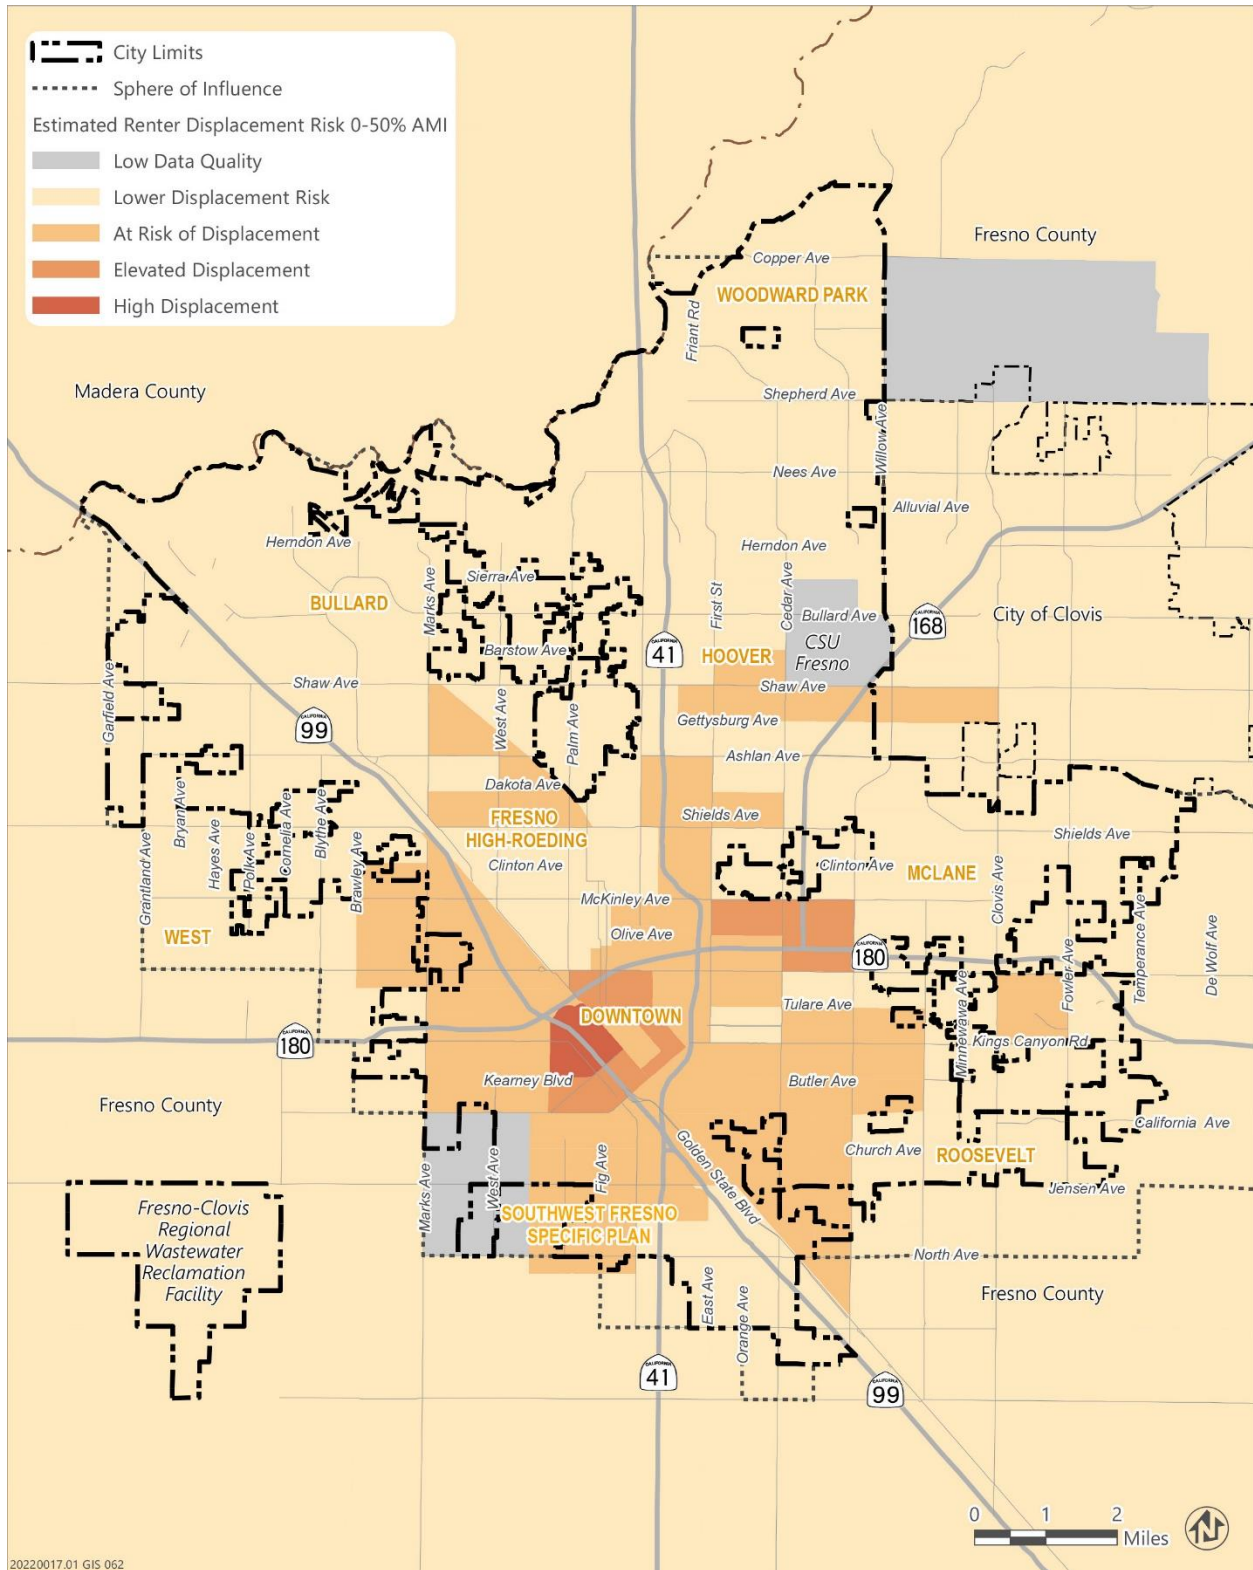 City Limits
Sphere of Influence
Estimated Renter Displacement Risk 0-50% AMI
Low Data Quality
Lower Displacement Risk
At Risk of Displacement
Elevated Displacement
High Displacement
Fresno County
Copper Ave
WOODWARD PARK
Friant Rd
Madera County
Shepherd Ave
Willow Ave
Nees Ave
Alluvial Ave
Herndon Ave
Herndon Ave
Marks Ave
Sierra Ave
BULLARD
First St
Cedar Ave
Bullard Ave
CALIFORNIA
168
City of Clovis
CSU
Fresno
Barstow Ave
CALIFORNIA
41
HOOVER
Garfield Ave
Shaw Ave
Shaw Ave
CALIFORNIA
99
West Ave
Palm Ave
Gettysburg Ave
Ashlan Ave
Dakota Ave
Bryan Ave
Cornelia Ave
Blythe Ave
FRESNO
HIGH-ROEDING
Shields Ave
Shields Ave
Grantland Ave
Hayes Ave
Polk Ave
Brawley Ave
Clinton Ave
Clinton Ave
MCLANE
Clovis Ave
McKinley Ave
WEST
Olive Ave
CALIFORNIA
180
Fowler Ave
Temperance Ave
De Wolf Ave
DOWNTOWN
Tulare Ave
Minnewawa Ave
CALIFORNIA
180
Kings Canyon Rd
Kearney Blvd
Butler Ave
Fresno County
California Ave
Golden State Blvd
Church Ave
ROOSEVELT
Marks Ave
West Ave
Fig Ave
Jensen Ave
Fresno-Clovis
Regional
Wastewater
Reclamation
Facility
SOUTHWEST FRESNO
SPECIFIC PLAN
North Ave
East Ave
Orange Ave
Fresno County
CALIFORNIA
41
CALIFORNIA
99
0 1 2
Miles
N
20220017.01 GIS 062